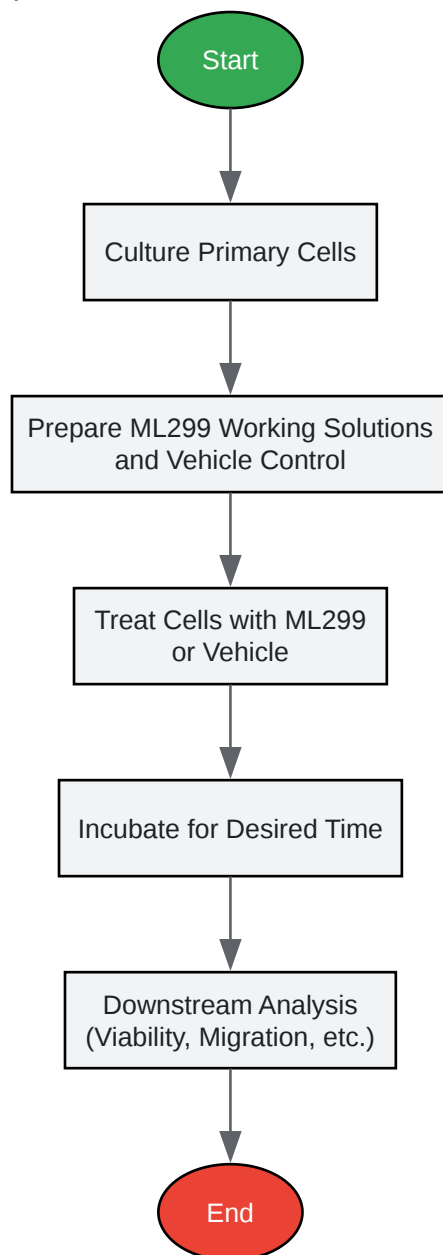 Start
Culture Primary Cells
Prepare ML299 Working Solutions
and Vehicle Control
Treat Cells with ML299
or Vehicle
Incubate for Desired Time
Downstream Analysis
(Viability, Migration, etc.)
End